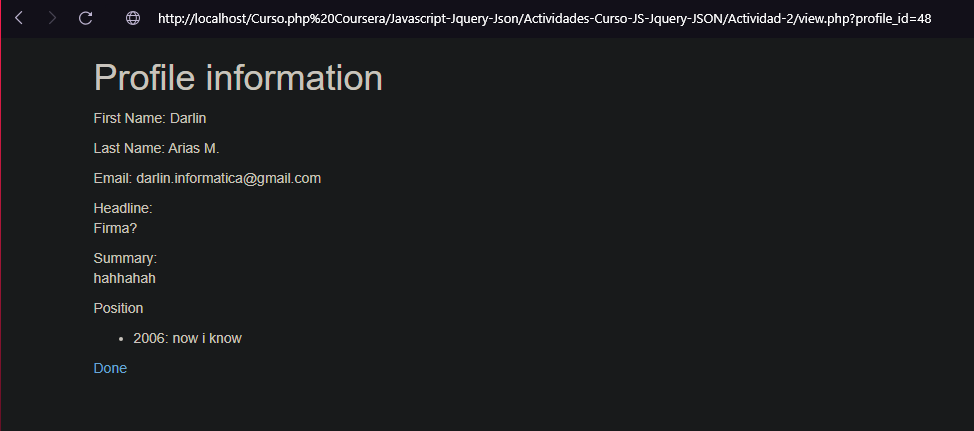 http://localhost/Curso.php%20Coursera/Javascript-Jquery-Json/Actividades-Curso-JS-Jquery-JSON/Actividad-2/view.php?profile_id=48
Profile information
First Name: Darlin
Last Name: Arias M.
Email: darlin.informatica@gmail.com
Headline:
Firma?
Summary:
hahhahah
Position
• 2006: now i know
Done